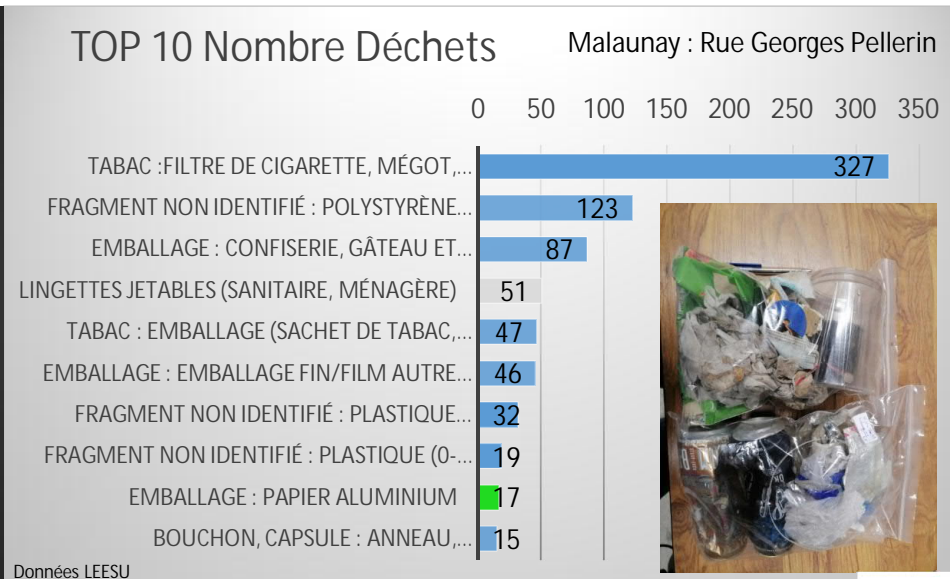 TOP 10 Nombre Déchets
Malaunay : Rue Georges Pellerin
0 50 100 150 200 250 300 350
TABAC :FILTRE DE CIGARETTE, MÉGOT,... 327
FRAGMENT NON IDENTIFIÉ : POLYSTYRÈNE... 123
EMBALLAGE : CONFISERIE, GÂTEAU ET ... 87
LINGETTES JETABLES (SANITAIRE, MÉNAGÈRE) 51
TABAC : EMBALLAGE (SACHET DE TABAC,... 47
EMBALLAGE : EMBALLAGE FIN/FILM AUTRE... 46
FRAGMENT NON IDENTIFIÉ : PLASTIQUE... 32
FRAGMENT NON IDENTIFIÉ : PLASTIQUE (0-... 19
EMBALLAGE : PAPIER ALUMINIUM 17
BOUCHON, CAPSULE : ANNEAU,... 15
Données LEESU